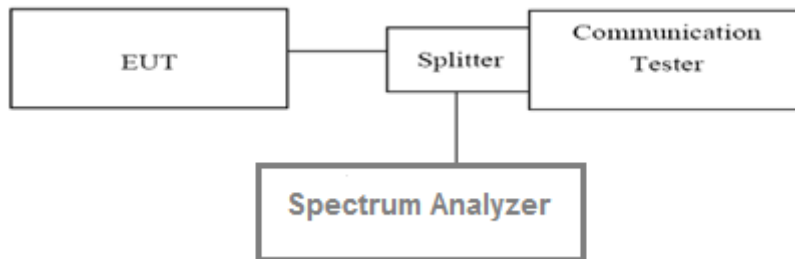 EUT
Splitter
Communication
Tester
Spectrum Analyzer